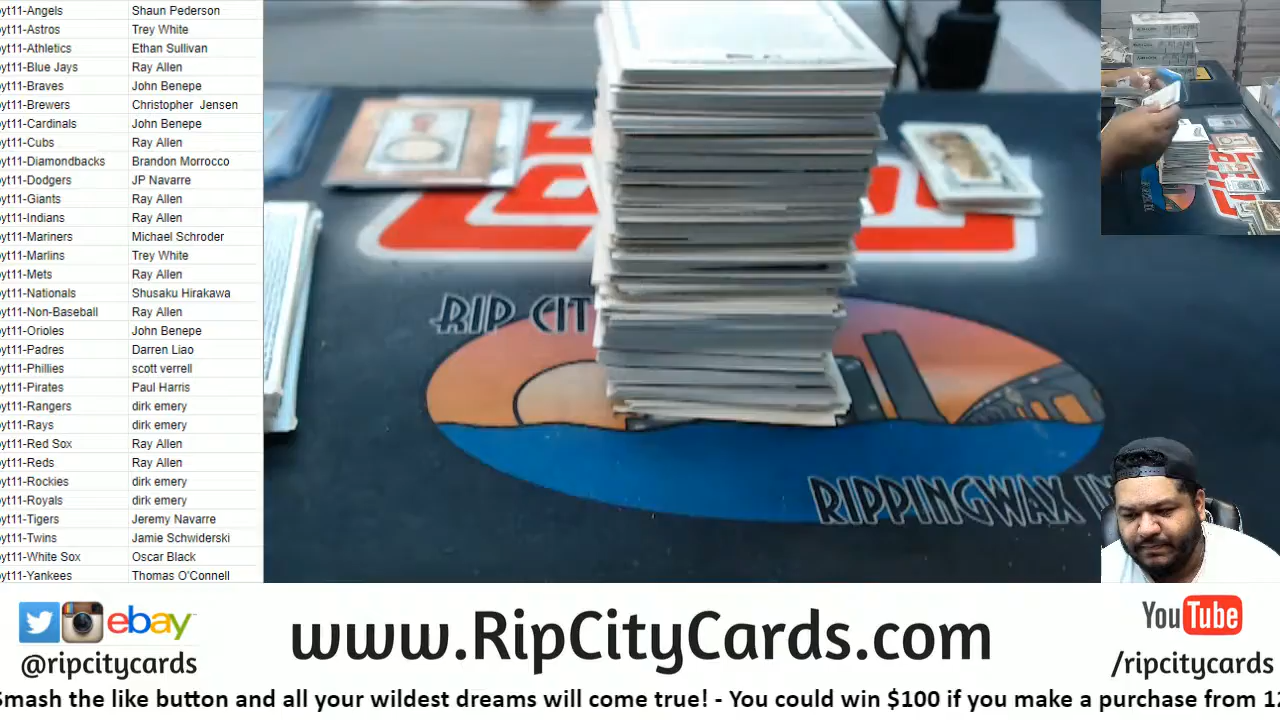 yt11-Angels Shaun Pederson
yt11-Astros Trey White
yt11-Athletics Ethan Sullivan
yt11-Blue Jays Ray Allen
yt11-Braves John Benepe
yt11-Brewers Christopher Jensen
yt11-Cardinals John Benepe
yt11-Cubs Ray Allen
yt11-Diamondbacks Brandon Morrocco
yt11-Dodgers JP Navarre
yt11-Giants Ray Allen
yt11-Indians Ray Allen
yt11-Mariners Michael Schroder
yt11-Marlins Trey White
yt11-Mets Ray Allen
yt11-Nationals Shusaku Hirakawa
yt11-Non-Baseball Ray Allen
yt11-Orioles John Benepe
yt11-Padres Darren Liao
yt11-Phillies scott verrell
yt11-Pirates Paul Harris
yt11-Rangers dirk emery
yt11-Rays dirk emery
yt11-Red Sox Ray Allen
yt11-Reds Ray Allen
yt11-Rockies dirk emery
yt11-Royals dirk emery
yt11-Tigers Jeremy Navarre
yt11-Twins Jamie Schwiderski
yt11-White Sox Oscar Black
yt11-Yankees Thomas O'Connell
RIP CIT
RIPPINGWAX IN
ebay
@ripcitycards
www.RipCityCards.com
YouTube
/ripcitycards
Smash the like button and all your wildest dreams will come true! - You could win $100 if you make a purchase from 12